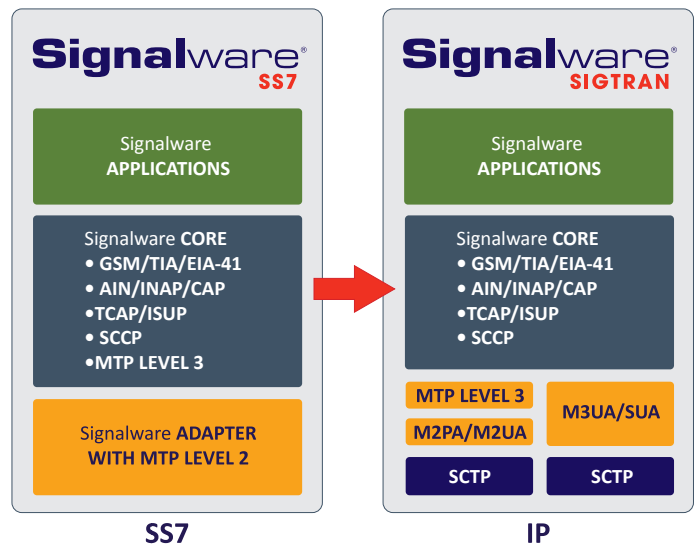 Signalware®
SS7
Signalware
APPLICATIONS
Signalware CORE
• GSM/TIA/EIA-41
• AIN/INAP/CAP
•TCAP/ISUP
• SCCP
•MTP LEVEL 3
Signalware ADAPTER
WITH MTP LEVEL 2
SS7
Signalware®
SIGTRAN
Signalware
APPLICATIONS
Signalware CORE
• GSM/TIA/EIA-41
• AIN/INAP/CAP
•TCAP/ISUP
• SCCP
MTP LEVEL 3
M2PA/M2UA
M3UA/SUA
SCTP
SCTP
IP